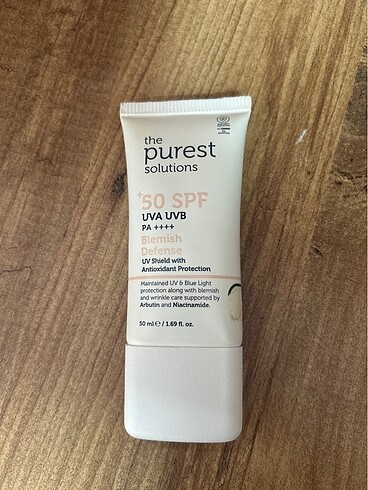 the
purest
solutions
+50 SPF
UVA UVB
PA ++++
Blemish
Defense
UV Shield with
Antioxidant Protection
Maintained UV & Blue Light
protection along with blemish
and wrinkle care supported by
Arbutin and Niacinamide.
50 ml ℮ / 1.69 fl. oz.